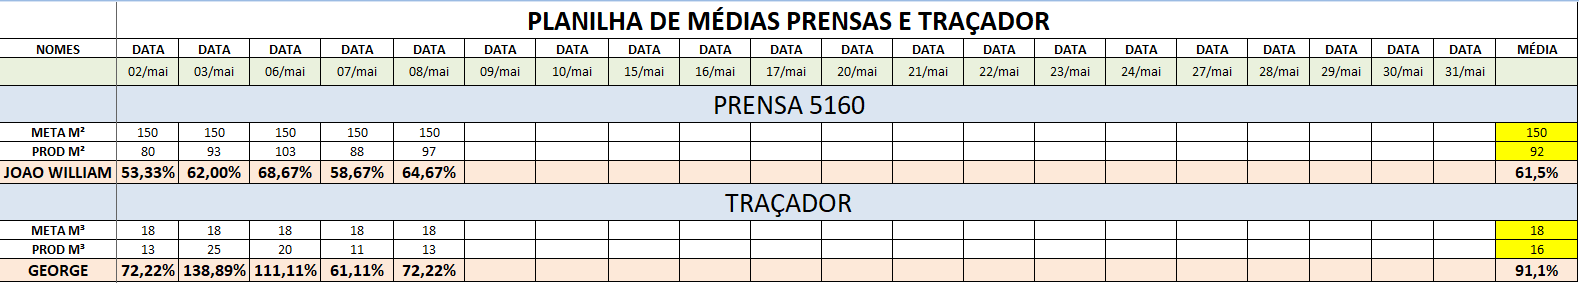 PLANILHA DE MÉDIAS PRENSAS E TRAÇADOR
NOMES DATA DATA DATA DATA DATA DATA DATA DATA DATA DATA DATA DATA DATA DATA DATA DATA DATA DATA DATA DATA MÉDIA
02/mai 03/mai 06/mai 07/mai 08/mai 09/mai 10/mai 15/mai 16/mai 17/mai 20/mai 21/mai 22/mai 23/mai 24/mai 27/mai 28/mai 29/mai 30/mai 31/mai
PRENSA 5160
META M² 150 150 150 150 150 150
PROD M² 80 93 103 88 97 92
JOAO WILLIAM 53,33% 62,00% 68,67% 58,67% 64,67% 61,5%
TRAÇADOR
META M³ 18 18 18 18 18 18
PROD M³ 13 25 20 11 13 16
GEORGE 72,22% 138,89% 111,11% 61,11% 72,22% 91,1%